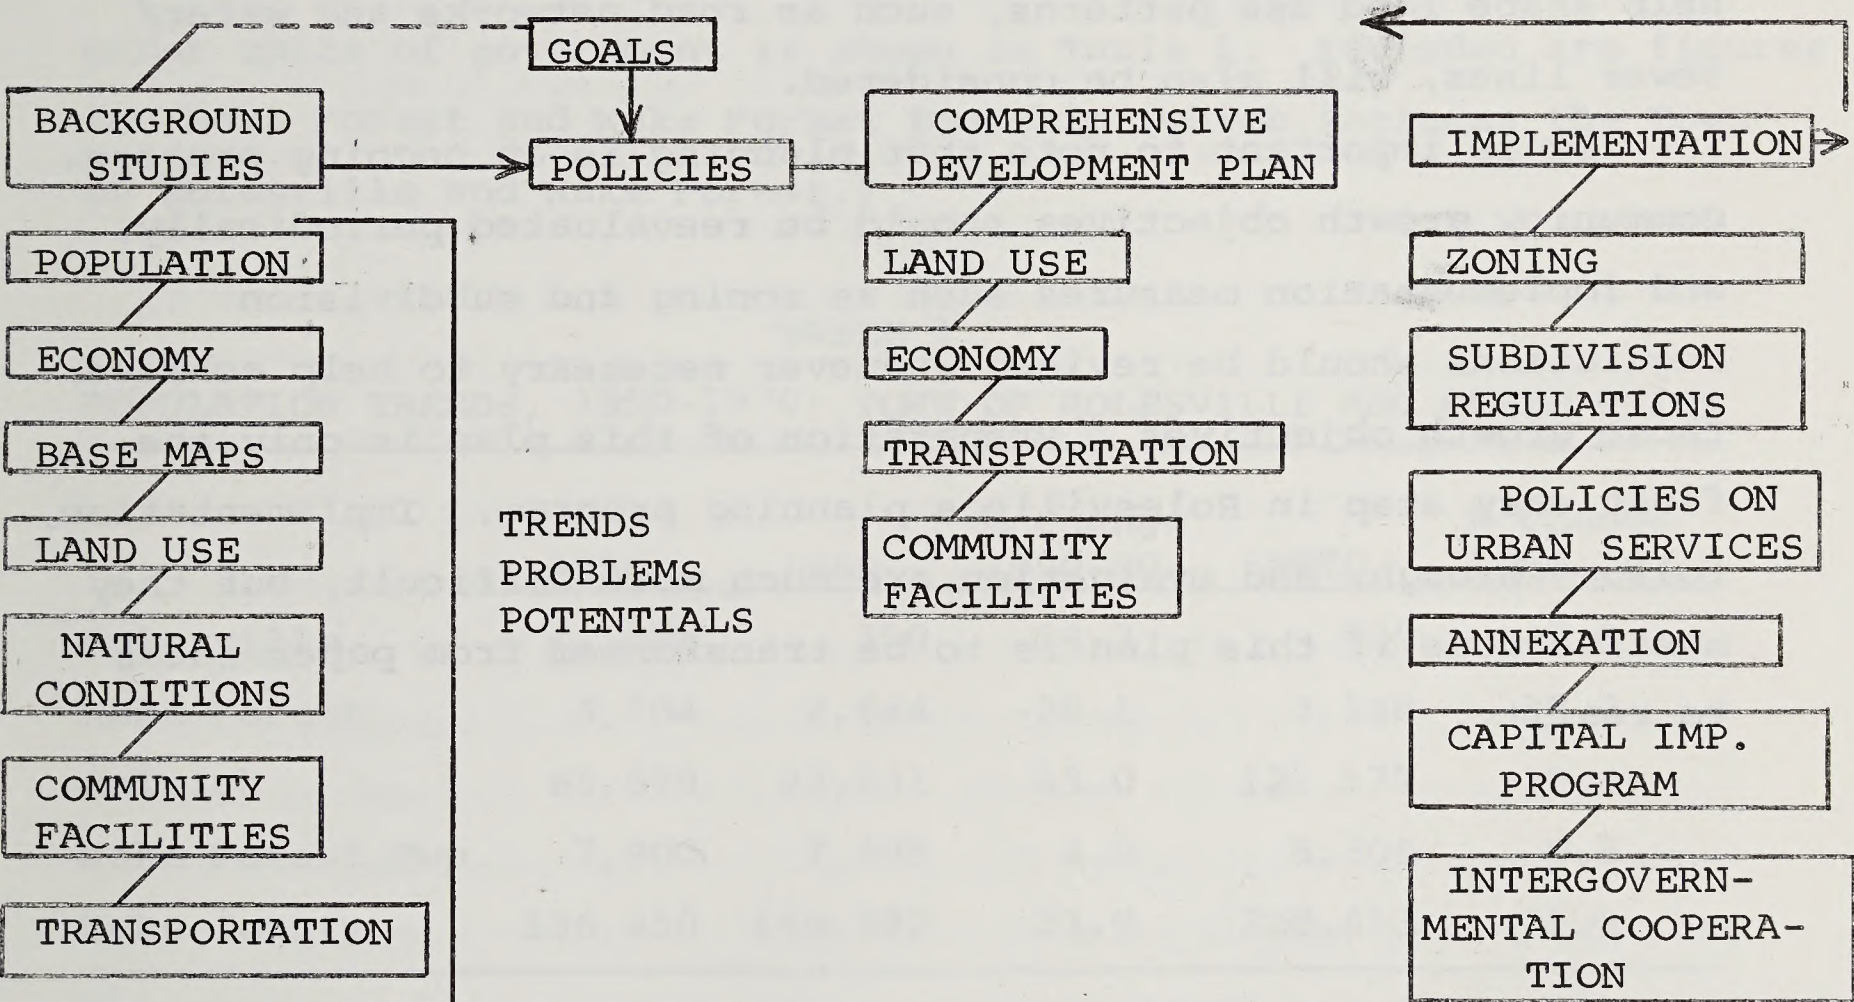 GOALS
BACKGROUND
STUDIES
POLICIES
COMPREHENSIVE
DEVELOPMENT PLAN
IMPLEMENTATION
POPULATION
ECONOMY
BASE MAPS
LAND USE
NATURAL
CONDITIONS
COMMUNITY
FACILITIES
TRANSPORTATION
TRENDS
PROBLEMS
POTENTIALS
LAND USE
ECONOMY
TRANSPORTATION
COMMUNITY
FACILITIES
ZONING
SUBDIVISION
REGULATIONS
POLICIES ON
URBAN SERVICES
ANNEXATION
CAPITAL IMP.
PROGRAM
INTERGOVERN-
MENTAL COOPERA-
TION